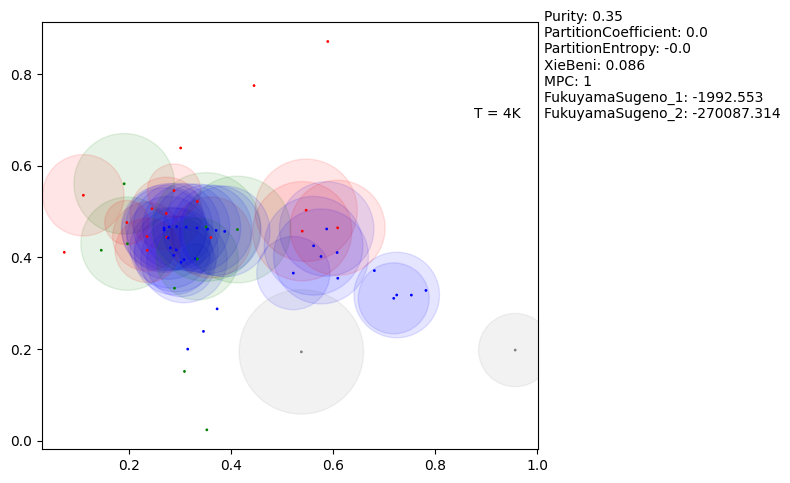 Purity: 0.35
PartitionCoefficient: 0.0
PartitionEntropy: -0.0
XieBeni: 0.086
MPC: 1
FukuyamaSugeno_1: -1992.553
FukuyamaSugeno_2: -270087.314
T = 4K
0.8
0.6
0.4
0.2
0.0
0.2 0.4 0.6 0.8 1.0